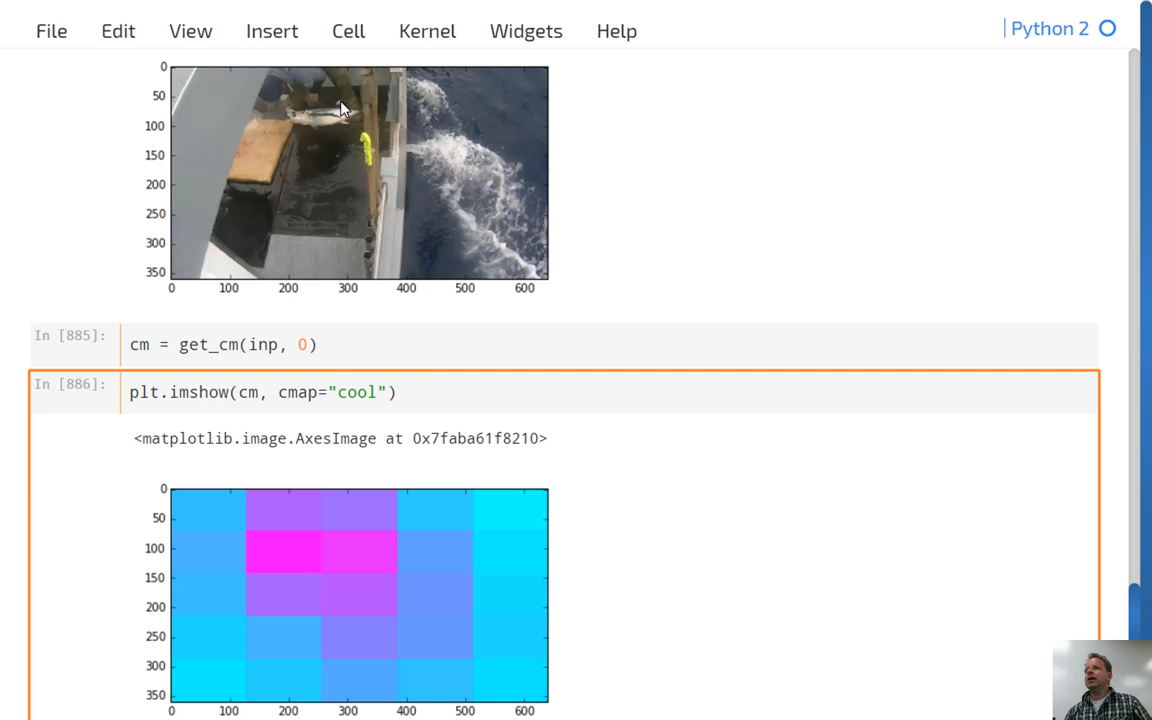 File Edit View Insert Cell Kernel Widgets Help Python 2
0
50
100
150
200
250
300
350
0 100 200 300 400 500 600
In [885]: cm = get_cm(inp, 0)
In [886]: plt.imshow(cm, cmap="cool")
<matplotlib.image.AxesImage at 0x7faba61f8210>
0
50
100
150
200
250
300
350
0 100 200 300 400 500 600